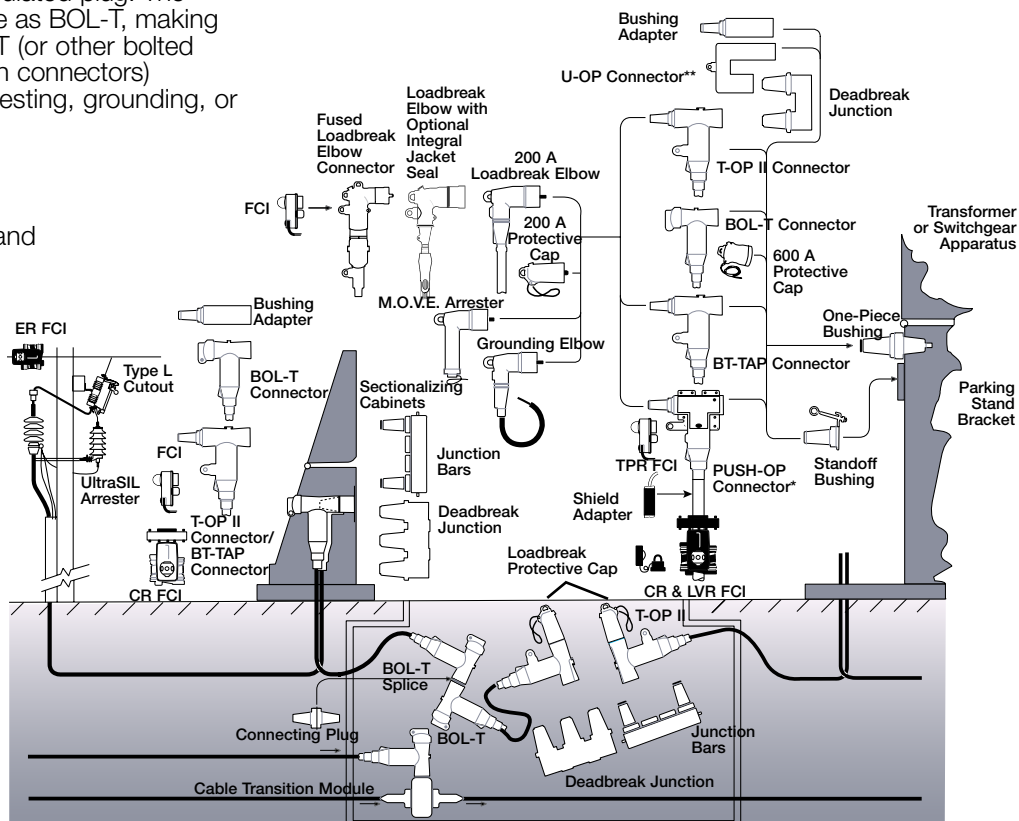 ulated plug. The
e as BOL-T, making
T (or other bolted
n connectors)
esting, grounding, or
and
Bushing
Adapter
U-OP Connector**
Deadbreak
Junction
Fused
Loadbreak
Elbow
Connector
Loadbreak
Elbow with
Optional
Integral
Jacket
Seal
200 A
Loadbreak Elbow
FCI
200 A
Protective
Cap
T-OP II Connector
BOL-T Connector
600 A
Protective
Cap
Transformer
or Switchgear
Apparatus
M.O.V.E. Arrester
Grounding Elbow
BT-TAP Connector
One-Piece
Bushing
Parking
Stand
Bracket
ER FCI
Type L
Cutout
Bushing
Adapter
BOL-T
Connector
Sectionalizing
Cabinets
Junction
Bars
FCI
UltraSIL
Arrester
T-OP II
Connector/
BT-TAP
Connector
CR FCI
Deadbreak
Junction
TPR FCI
PUSH-OP
Connector*
Shield
Adapter
Standoff
Bushing
Loadbreak
Protective Cap
CR & LVR FCI
T-OP II
BOL-T
Splice
Connecting Plug
BOL-T
Junction
Bars
Deadbreak Junction
Cable Transition Module